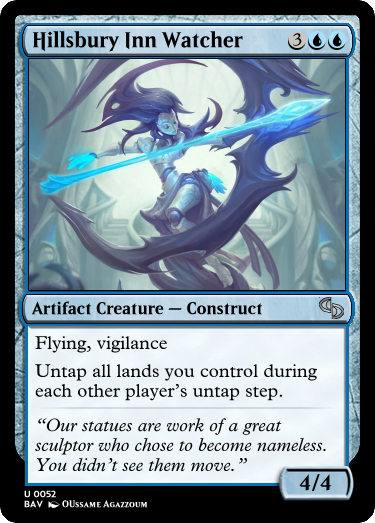 Hillsbury Inn Watcher 3
Artifact Creature — Construct
Flying, vigilance
Untap all lands you control during
each other player's untap step.
“Our statues are work of a great
sculptor who chose to become nameless.
You didn't see them move.”
4/4
U 0052
BAV OUssame Agazzoum